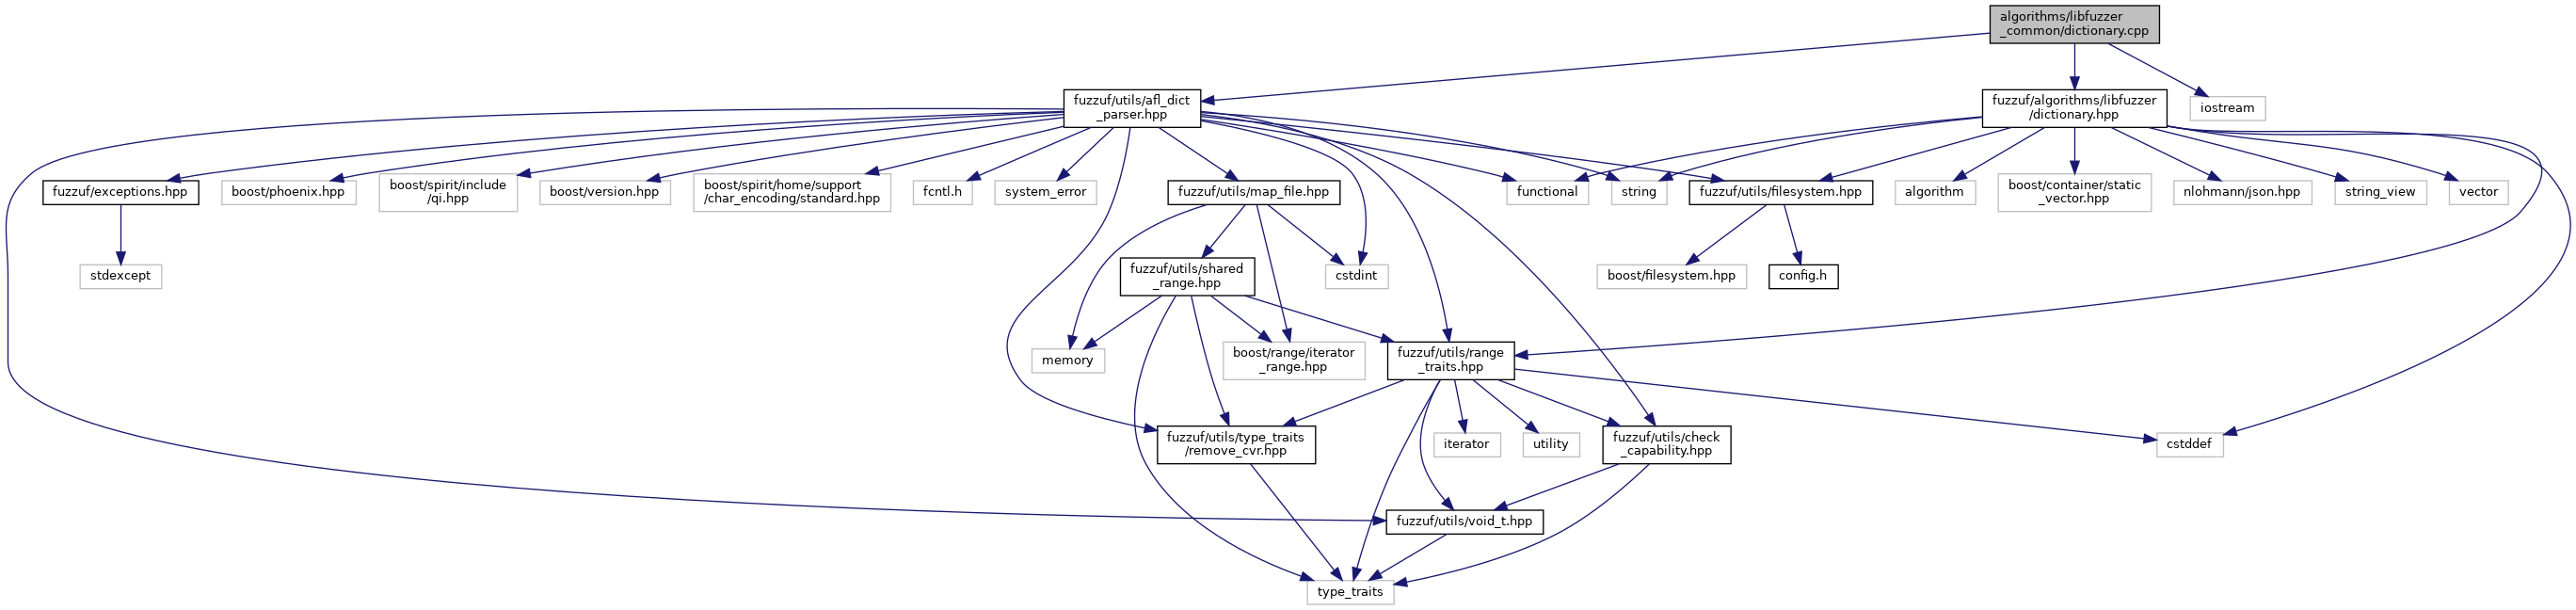 algorithms/libfuzzer
_common/dictionary.cpp
fuzzuf/utils/afl_dict
_parser.hpp
fuzzuf/algorithms/libfuzzer
/dictionary.hpp
iostream
fuzzuf/exceptions.hpp
boost/phoenix.hpp
boost/spirit/include
/qi.hpp
boost/version.hpp
boost/spirit/home/support
/char_encoding/standard.hpp
fcntl.h
system_error
fuzzuf/utils/map_file.hpp
functional
string
fuzzuf/utils/filesystem.hpp
algorithm
boost/container/static
_vector.hpp
nlohmann/json.hpp
string_view
vector
stdexcept
fuzzuf/utils/shared
_range.hpp
cstdint
boost/filesystem.hpp
config.h
memory
boost/range/iterator
_range.hpp
fuzzuf/utils/range
_traits.hpp
fuzzuf/utils/type_traits
/remove_cvr.hpp
iterator
utility
fuzzuf/utils/check
_capability.hpp
cstddef
fuzzuf/utils/void_t.hpp
type_traits